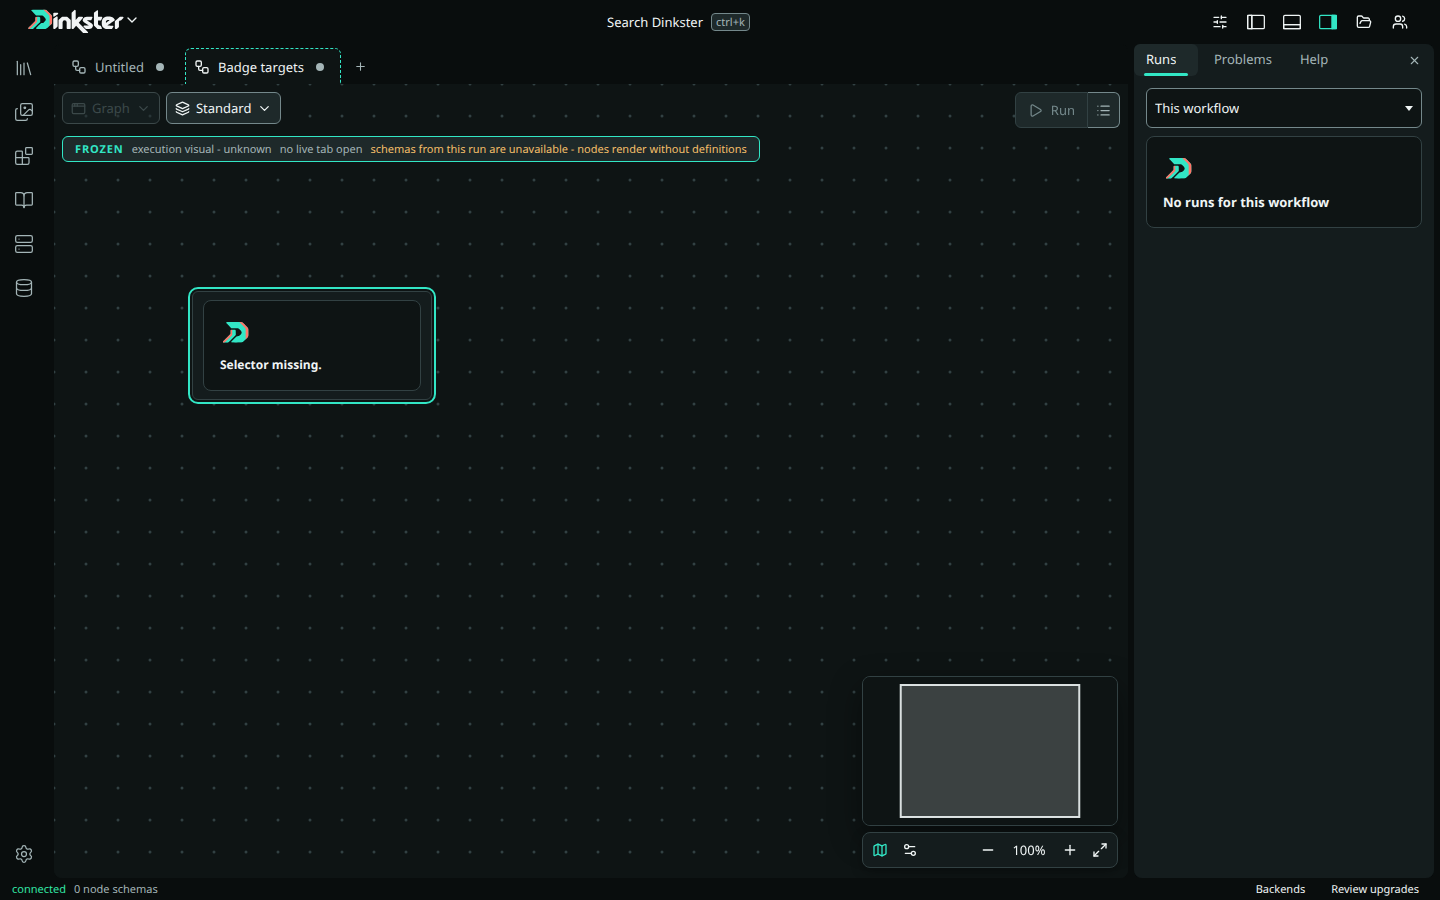 Dinkster
Search Dinkster ctrl+k
Untitled
Badge targets
Graph
Standard
Run
FROZEN execution visual - unknown no live tab open schemas from this run are unavailable - nodes render without definitions
Selector missing.
100%
Runs Problems Help
This workflow
No runs for this workflow
connected 0 node schemas
Backends Review upgrades